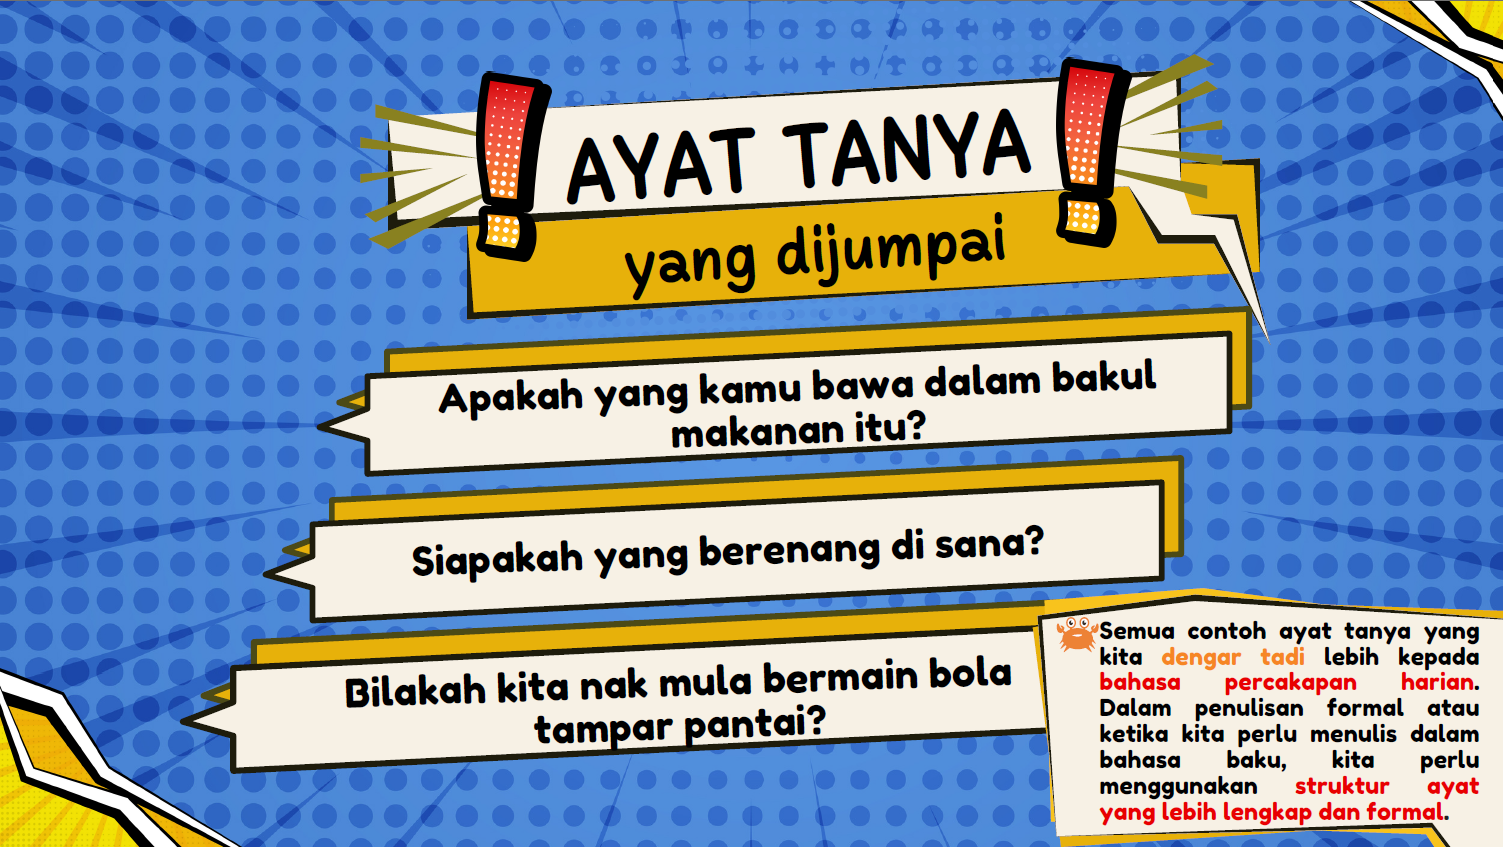 AYAT TANYA
yang dijumpai
Apakah yang kamu bawa dalam bakul
makanan itu?
Siapakah yang berenang di sana?
Bilakah kita nak mula bermain bola
tampar pantai?
Semua contoh ayat tanya yang
kita dengar tadi lebih kepada
bahasa percakapan harian.
Dalam penulisan formal atau
ketika kita perlu menulis dalam
bahasa baku, kita perlu
menggunakan struktur ayat
yang lebih lengkap dan formal.